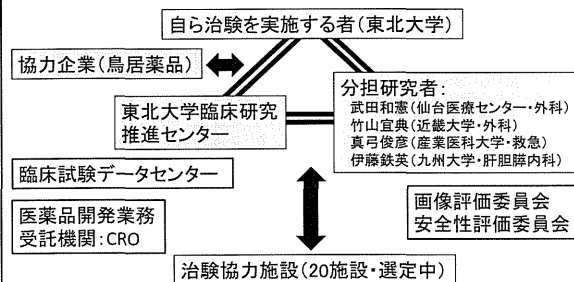 自ら治験を実施する者(東北大学)
協力企業(鳥居薬品)
東北大学臨床研究
推進センター
分担研究者:
武田和憲(仙台医療センター・外科)
竹山宜典(近畿大学・外科)
真弓俊彦(産業医科大学・救急)
伊藤鉄英(九州大学・肝胆膵内科)
臨床試験データセンター
医薬品開発業務
受託機関:CRO
画像評価委員会
安全性評価委員会
治験協力施設(20施設・選定中)